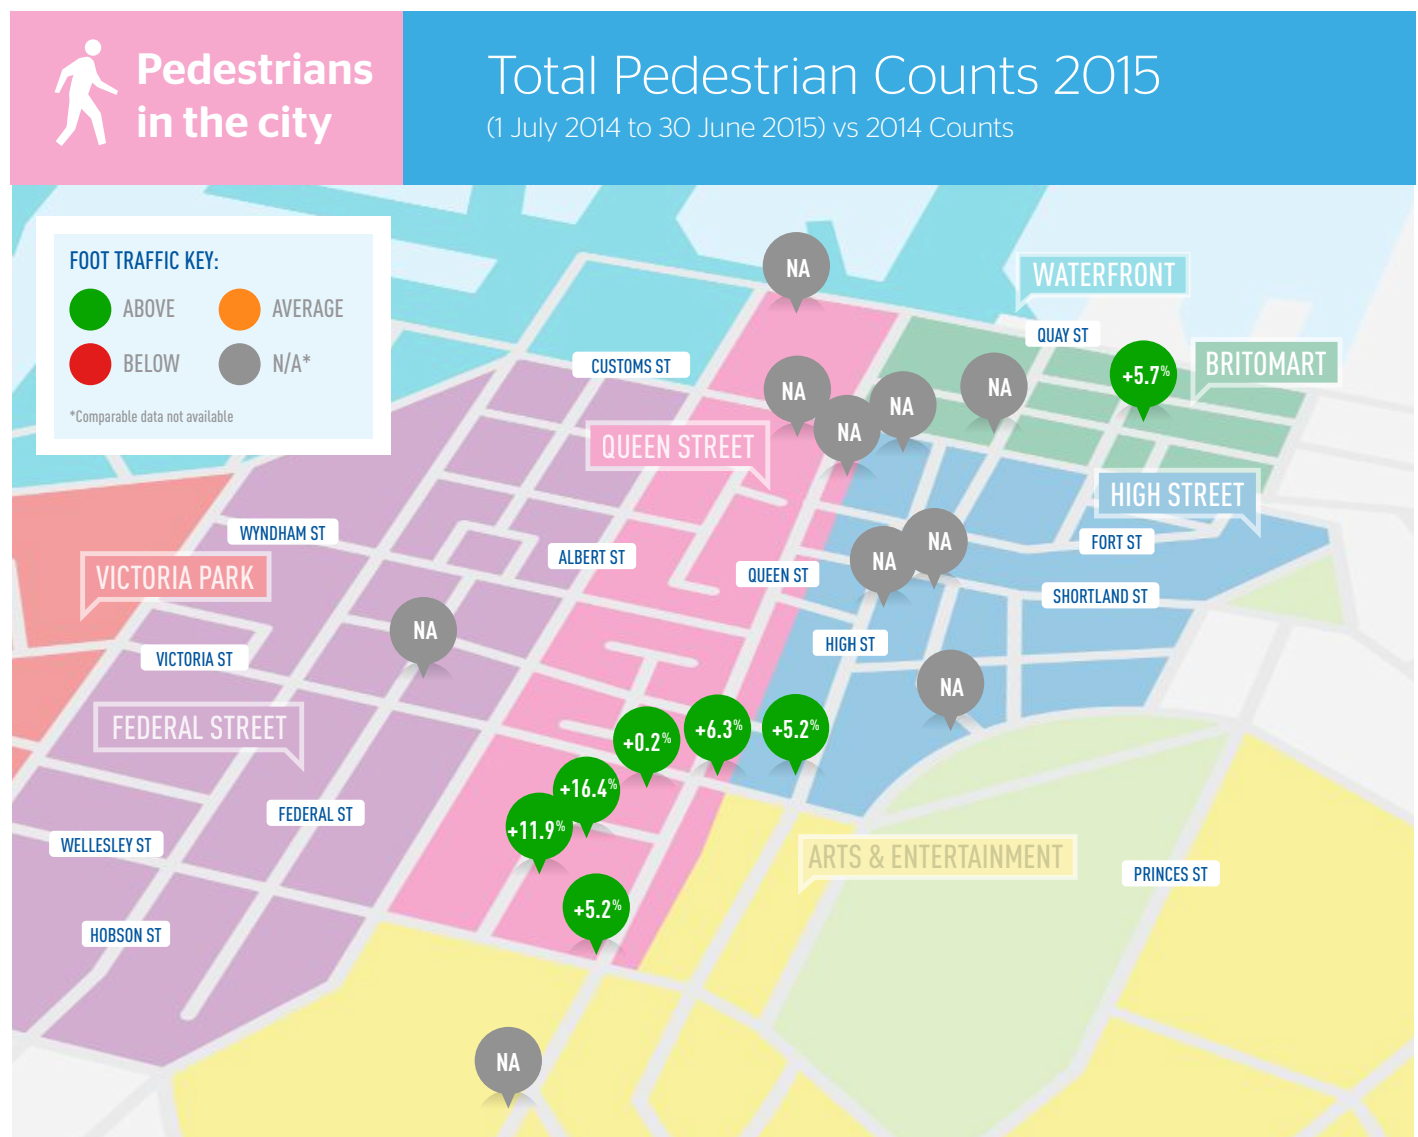 Pedestrians
in the city
Total Pedestrian Counts 2015
(1 July 2014 to 30 June 2015) vs 2014 Counts
FOOT TRAFFIC KEY:
ABOVE
AVERAGE
BELOW
N/A*
*Comparable data not available
NA
WATERFRONT
QUAY ST
BRITOMART
+5.7%
CUSTOMS ST
NA
NA
NA
NA
QUEEN STREET
HIGH STREET
WYNDHAM ST
ALBERT ST
QUEEN ST
NA
NA
FORT ST
VICTORIA PARK
SHORTLAND ST
NA
HIGH ST
VICTORIA ST
NA
FEDERAL STREET
+0.2%
+6.3%
+5.2%
+16.4%
+11.9%
FEDERAL ST
WELLESLEY ST
ARTS & ENTERTAINMENT
PRINCES ST
+5.2%
HOBSON ST
NA